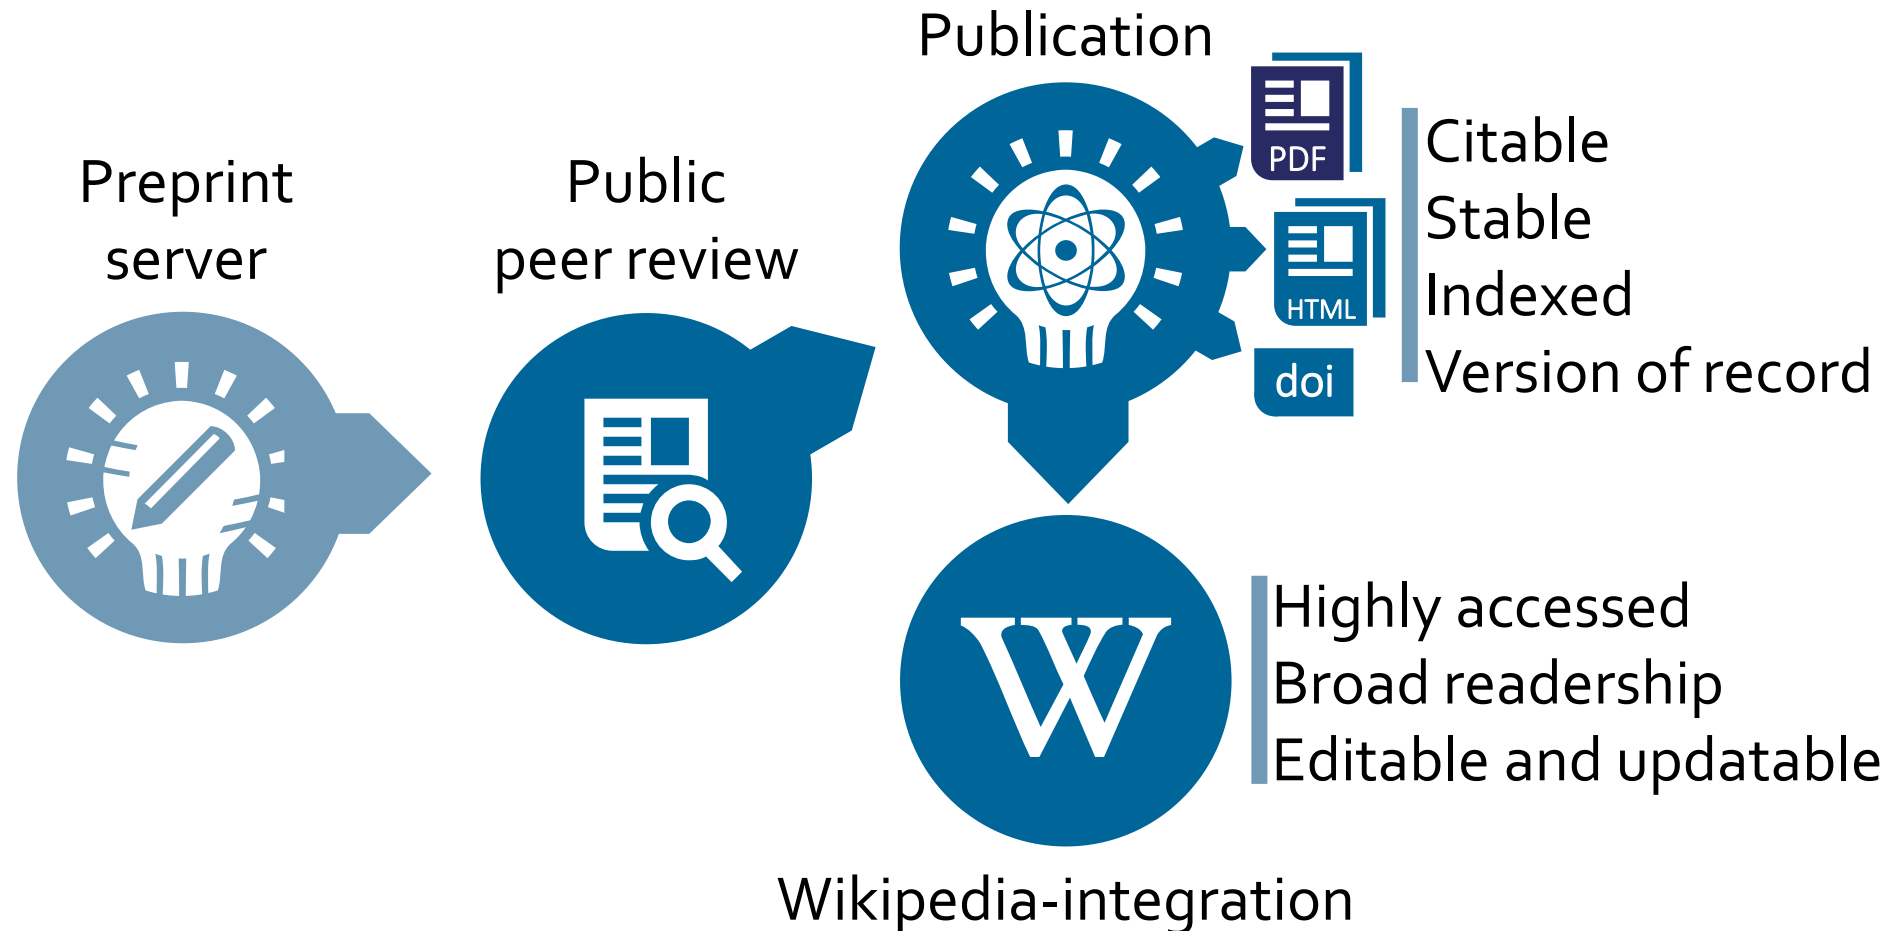 Preprint
server
Public
peer review
Publication
PDF
HTML
doi
Citable
Stable
Indexed
Version of record
W
Highly accessed
Broad readership
Editable and updatable
Wikipedia-integration